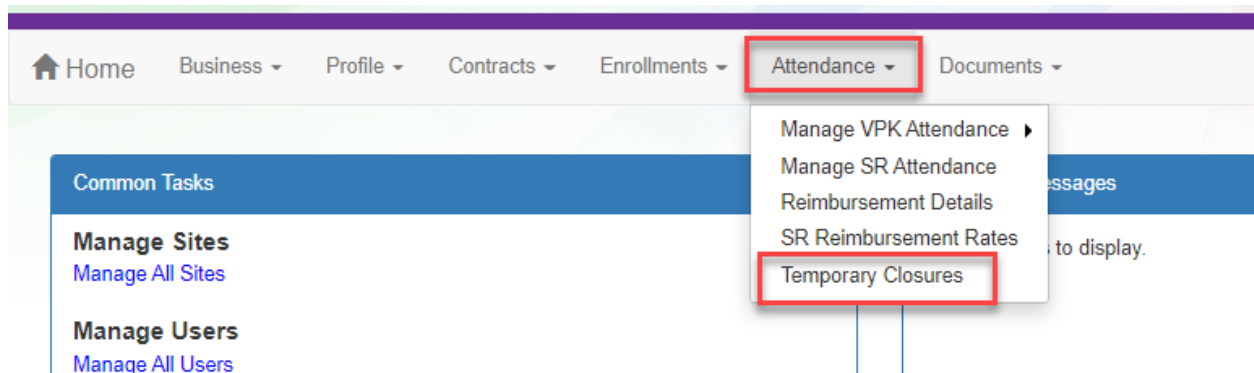 Home Business Profile Contracts Enrollments Attendance Documents
Manage VPK Attendance
Manage SR Attendance
Reimbursement Details
SR Reimbursement Rates
Temporary Closures
Common Tasks
Manage Sites
Manage All Sites
Manage Users
Manage All Users
to display.